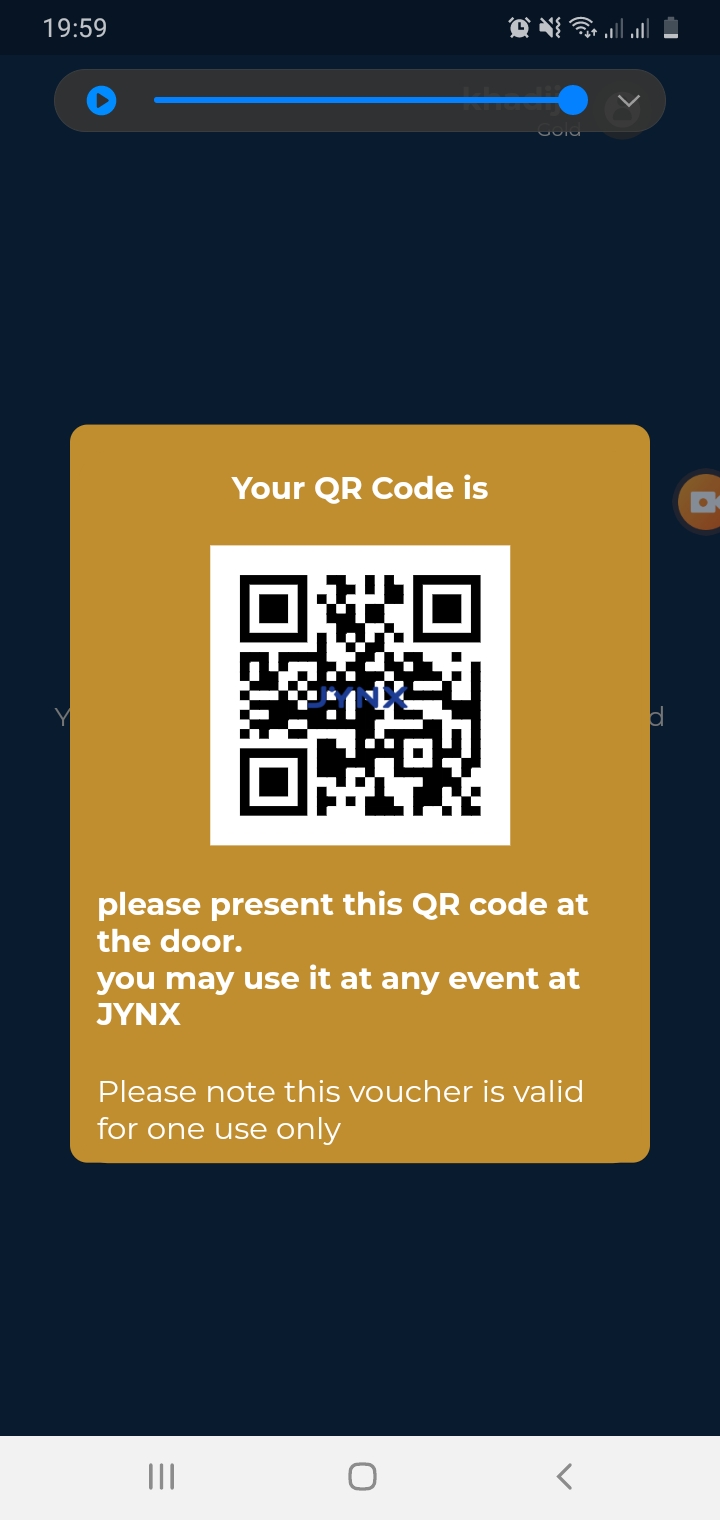 19:59
Gold
Your QR Code is
JYNX
please present this QR code at
the door.
you may use it at any event at
JYNX
Please note this voucher is valid
for one use only